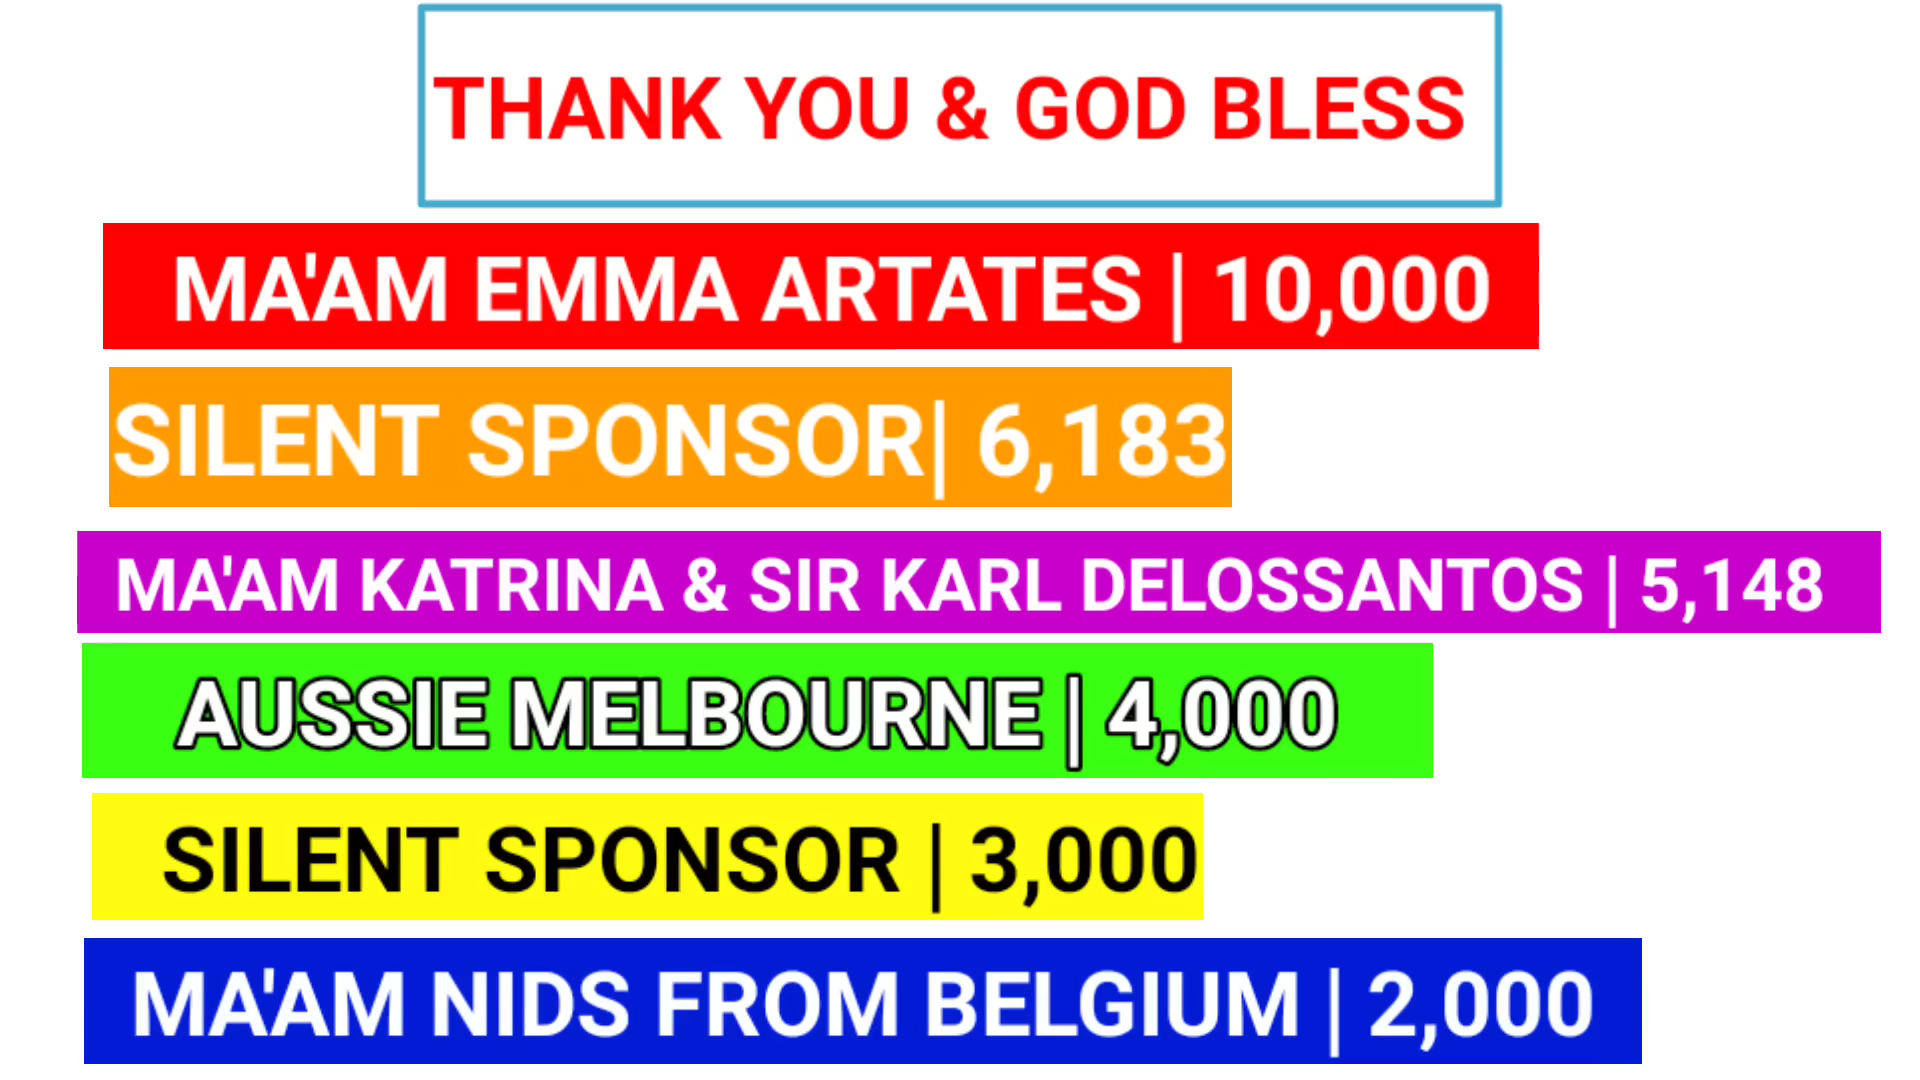 THANK YOU & GOD BLESS
MA'AM EMMA ARTATES | 10,000
SILENT SPONSOR| 6,183
MA'AM KATRINA & SIR KARL DELOSSANTOS | 5,148
AUSSIE MELBOURNE | 4,000
SILENT SPONSOR | 3,000
MA'AM NIDS FROM BELGIUM | 2,000